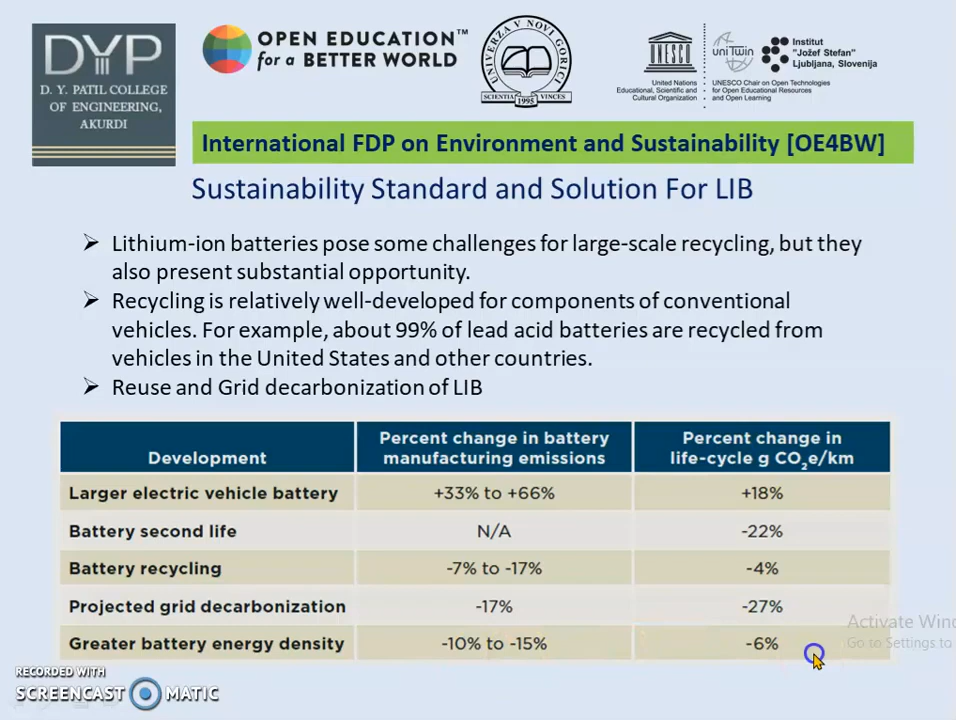 DYP
D. Y. PATIL COLLEGE
OF ENGINEERING,
AKURDI
OPEN EDUCATION™
for a BETTER WORLD
UNIVERZA V NOVI GORICI
SCIENTIA VINCES
1995
UNESCO
United Nations
Educational, Scientific and
Cultural Organization
uniTwin
Institut
"Jožef Stefan"
Ljubljana, Slovenija
UNESCO Chair on Open Technologies
for Open Educational Resources
and Open Learning
International FDP on Environment and Sustainability [OE4BW]
Sustainability Standard and Solution For LIB
➢ Lithium-ion batteries pose some challenges for large-scale recycling, but they
also present substantial opportunity.
➢ Recycling is relatively well-developed for components of conventional
vehicles. For example, about 99% of lead acid batteries are recycled from
vehicles in the United States and other countries.
➢ Reuse and Grid decarbonization of LIB
Development
Percent change in battery
manufacturing emissions
Percent change in
life-cycle g CO₂e/km
Larger electric vehicle battery +33% to +66% +18%
Battery second life N/A -22%
Battery recycling -7% to -17% -4%
Projected grid decarbonization -17% -27%
Greater battery energy density -10% to -15% -6%
Activate Wind
Go to Settings to
RECORDED WITH
SCREENCAST MATIC